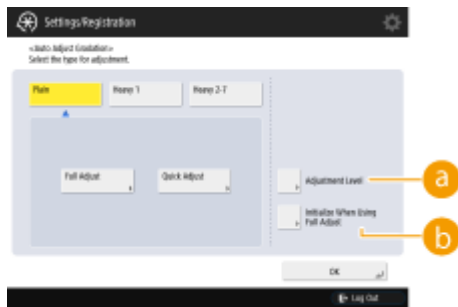 Settings/Registration
<Auto Adjust Gradation>
Select the type for adjustment.
Plain
Heavy 1
Heavy 2-7
Full Adjust
Quick Adjust
Adjustment Level
a
Initialize When Using
Full Adjust
b
OK
Log Out